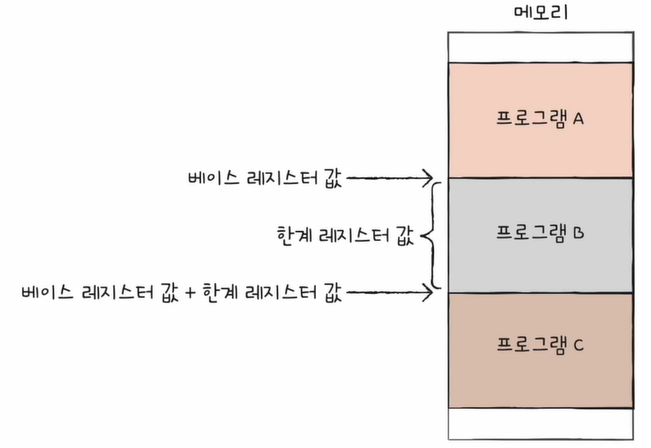 메모리
프로그램 A
베이스 레지스터 값
한계 레지스터 값
프로그램 B
베이스 레지스터 값 + 한계 레지스터 값
프로그램 C